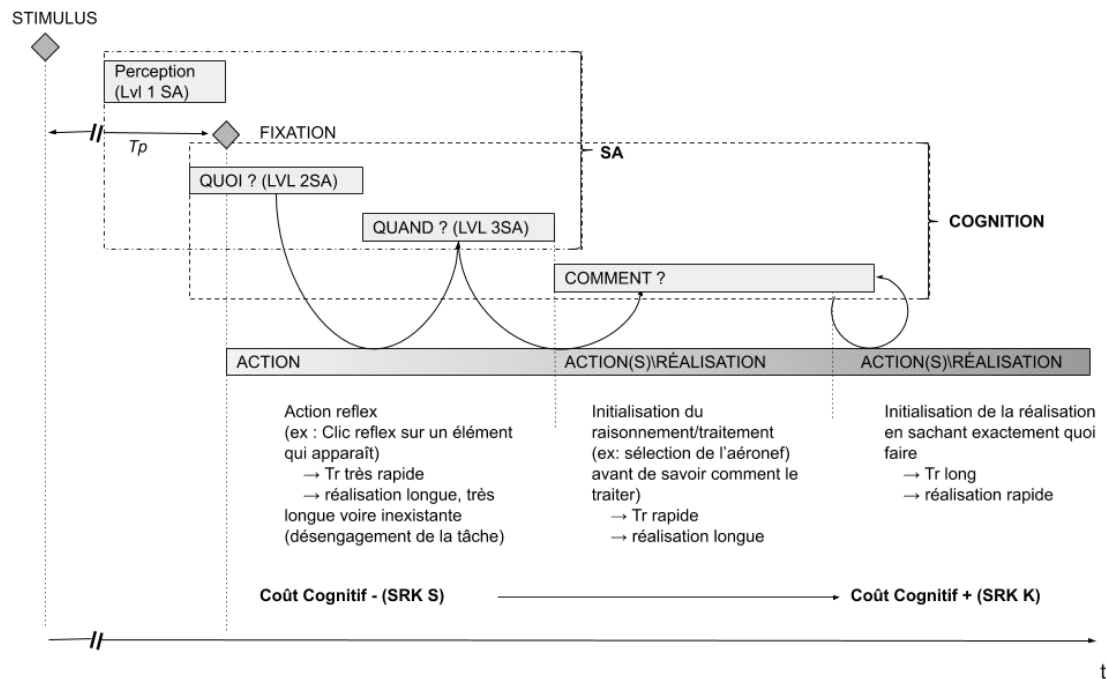 STIMULUS
Perception
(Lvl 1 SA)
Tp
FIXATION
SA
QUOI ? (LVL 2SA)
QUAND ? (LVL 3SA)
COGNITION
COMMENT ?
ACTION
ACTION(S)\RÉALISATION
ACTION(S)\RÉALISATION
Action reflex
(ex : Clic reflex sur un élément
qui apparaît)
→ Tr très rapide
→ réalisation longue, très
longue voire inexistante
(désengagement de la tâche)
Initialisation du
raisonnement/traitement
(ex: sélection de l'aéronef)
avant de savoir comment le
traiter)
→ Tr rapide
→ réalisation longue
Initialisation de la réalisation
en sachant exactement quoi
faire
→ Tr long
→ réalisation rapide
Coût Cognitif - (SRK S)
Coût Cognitif + (SRK K)
t